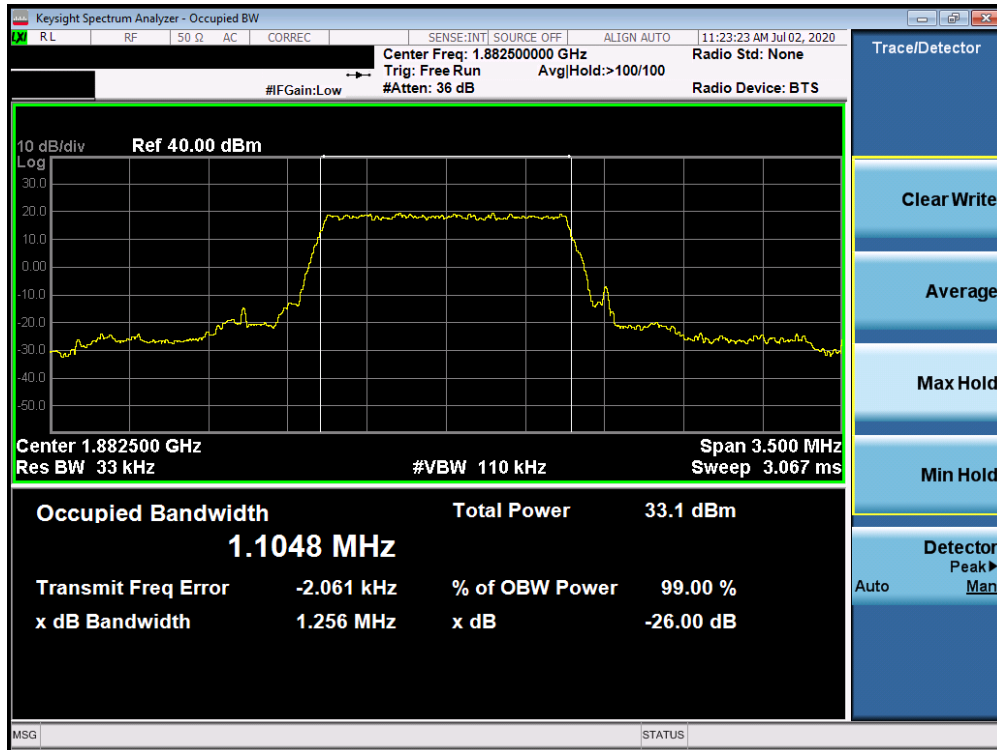 Keysight Spectrum Analyzer - Occupied BW
LXI RL RF 50 Ω AC CORREC SENSE:INT SOURCE OFF ALIGN AUTO 11:23:23 AM Jul 02, 2020
Center Freq: 1.882500000 GHz Radio Std: None
Trig: Free Run Avg|Hold:>100/100
#IFGain:Low #Atten: 36 dB Radio Device: BTS
10 dB/div Ref 40.00 dBm
Log
30.0
20.0
10.0
0.00
-10.0
-20.0
-30.0
-40.0
-50.0
Center 1.882500 GHz Span 3.500 MHz
Res BW 33 kHz #VBW 110 kHz Sweep 3.067 ms
Occupied Bandwidth Total Power 33.1 dBm
1.1048 MHz
Transmit Freq Error -2.061 kHz % of OBW Power 99.00 %
x dB Bandwidth 1.256 MHz x dB -26.00 dB
MSG STATUS
Trace/Detector
Clear Write
Average
Max Hold
Min Hold
Detector
Peak▶
Auto Man